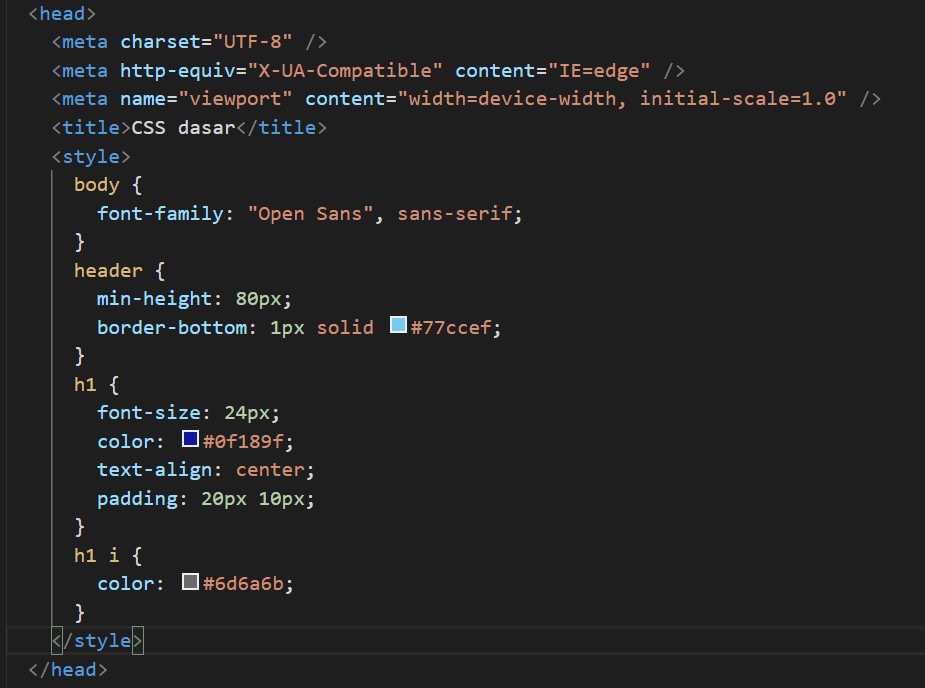 <head>
<meta charset="UTF-8" />
<meta http-equiv="X-UA-Compatible" content="IE=edge" />
<meta name="viewport" content="width=device-width, initial-scale=1.0" />
<title>CSS dasar</title>
<style>
body {
font-family: "Open Sans", sans-serif;
}
header {
min-height: 80px;
border-bottom: 1px solid #77ccef;
}
h1 {
font-size: 24px;
color: #0f189f;
text-align: center;
padding: 20px 10px;
}
h1 i {
color: #6d6a6b;
}
</style>
</head>